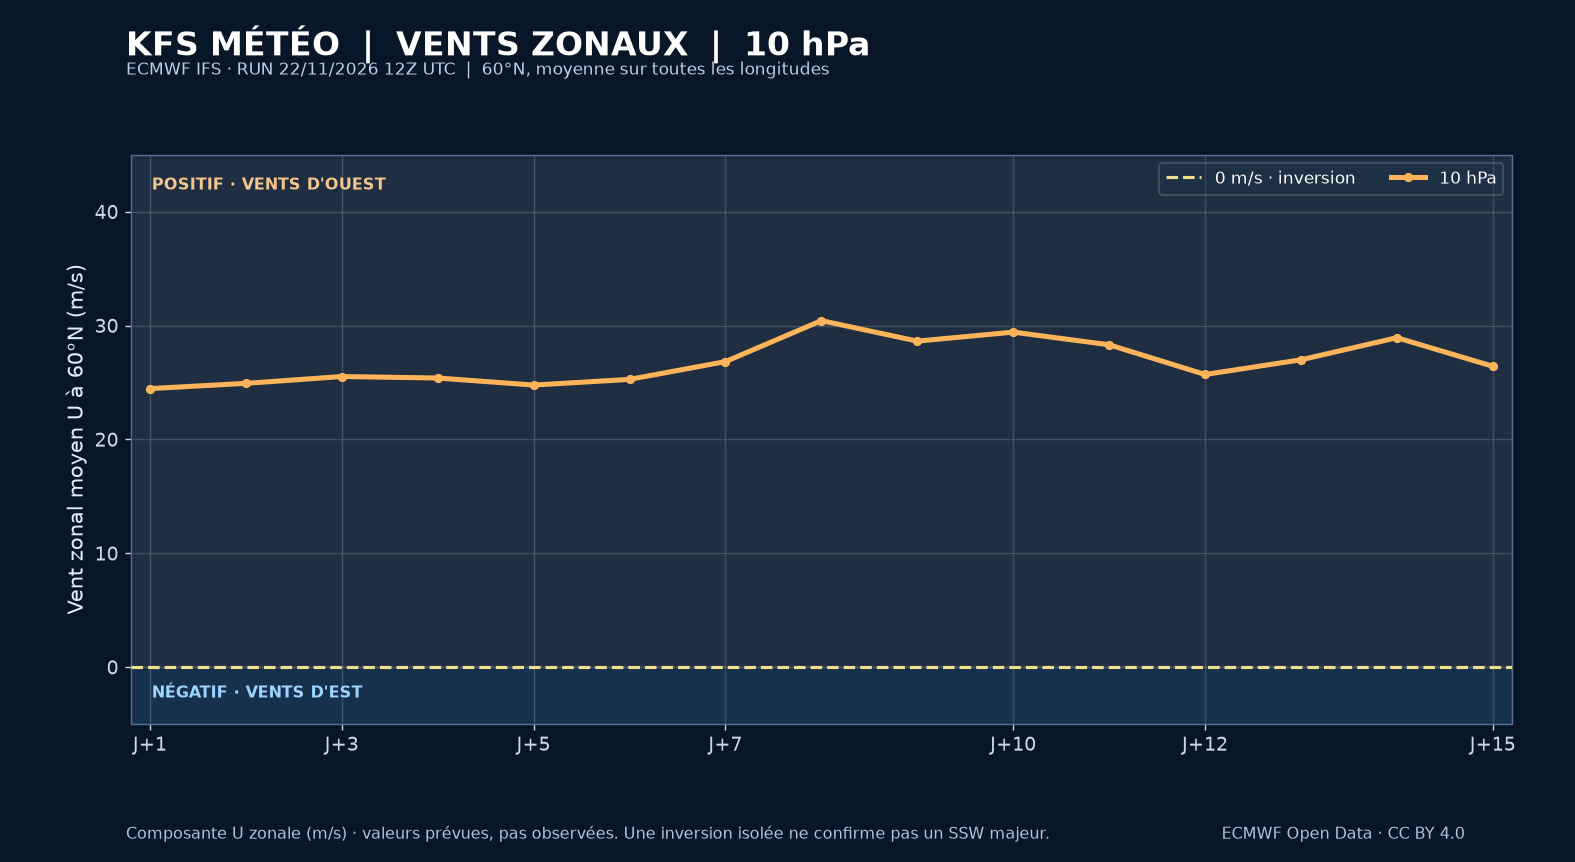 KFS MÉTÉO | VENTS ZONAUX | 10 hPa
ECMWF IFS · RUN 22/11/2026 12Z UTC | 60°N, moyenne sur toutes les longitudes
POSITIF · VENTS D'OUEST
0 m/s · inversion
10 hPa
Vent zonal moyen U à 60°N (m/s)
40
30
20
10
0
NÉGATIF · VENTS D'EST
J+1
J+3
J+5
J+7
J+10
J+12
J+15
Composante U zonale (m/s) · valeurs prévues, pas observées. Une inversion isolée ne confirme pas un SSW majeur.
ECMWF Open Data · CC BY 4.0